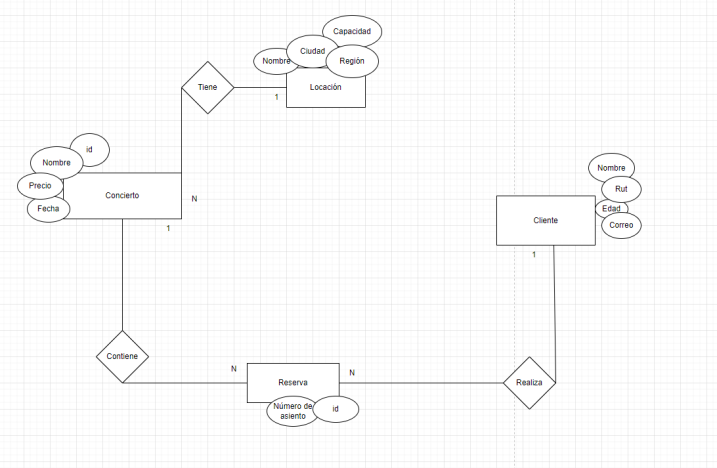 Capacidad
Ciudad
Nombre
Región
Tiene
Locación
1
id
Nombre
Precio
Concierto
Fecha
N
1
Nombre
Rut
Edad
Cliente
Correo
1
Contiene
N
N
Reserva
Realiza
Número de
asiento
id